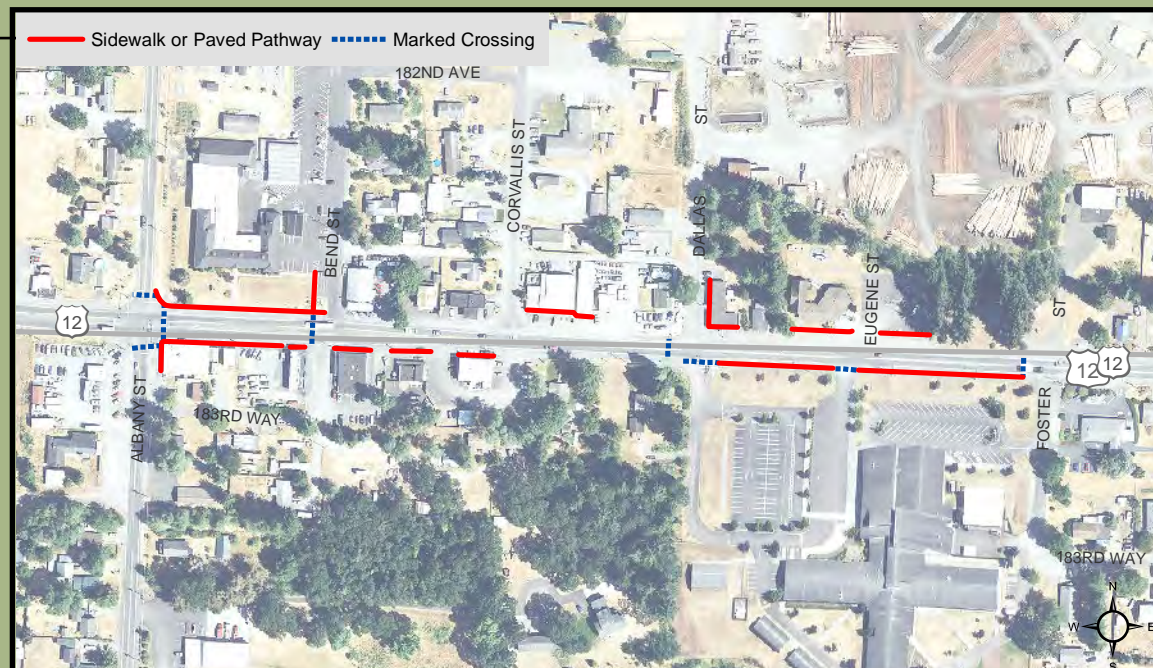 Sidewalk or Paved Pathway
Marked Crossing
182ND AVE
CORVALLIS ST
ST
DALLAS
BEND ST
EUGENE ST
ST
12
12
12
ALBANY ST
183RD WAY
FOSTER
183RD WAY
N
W
E
S